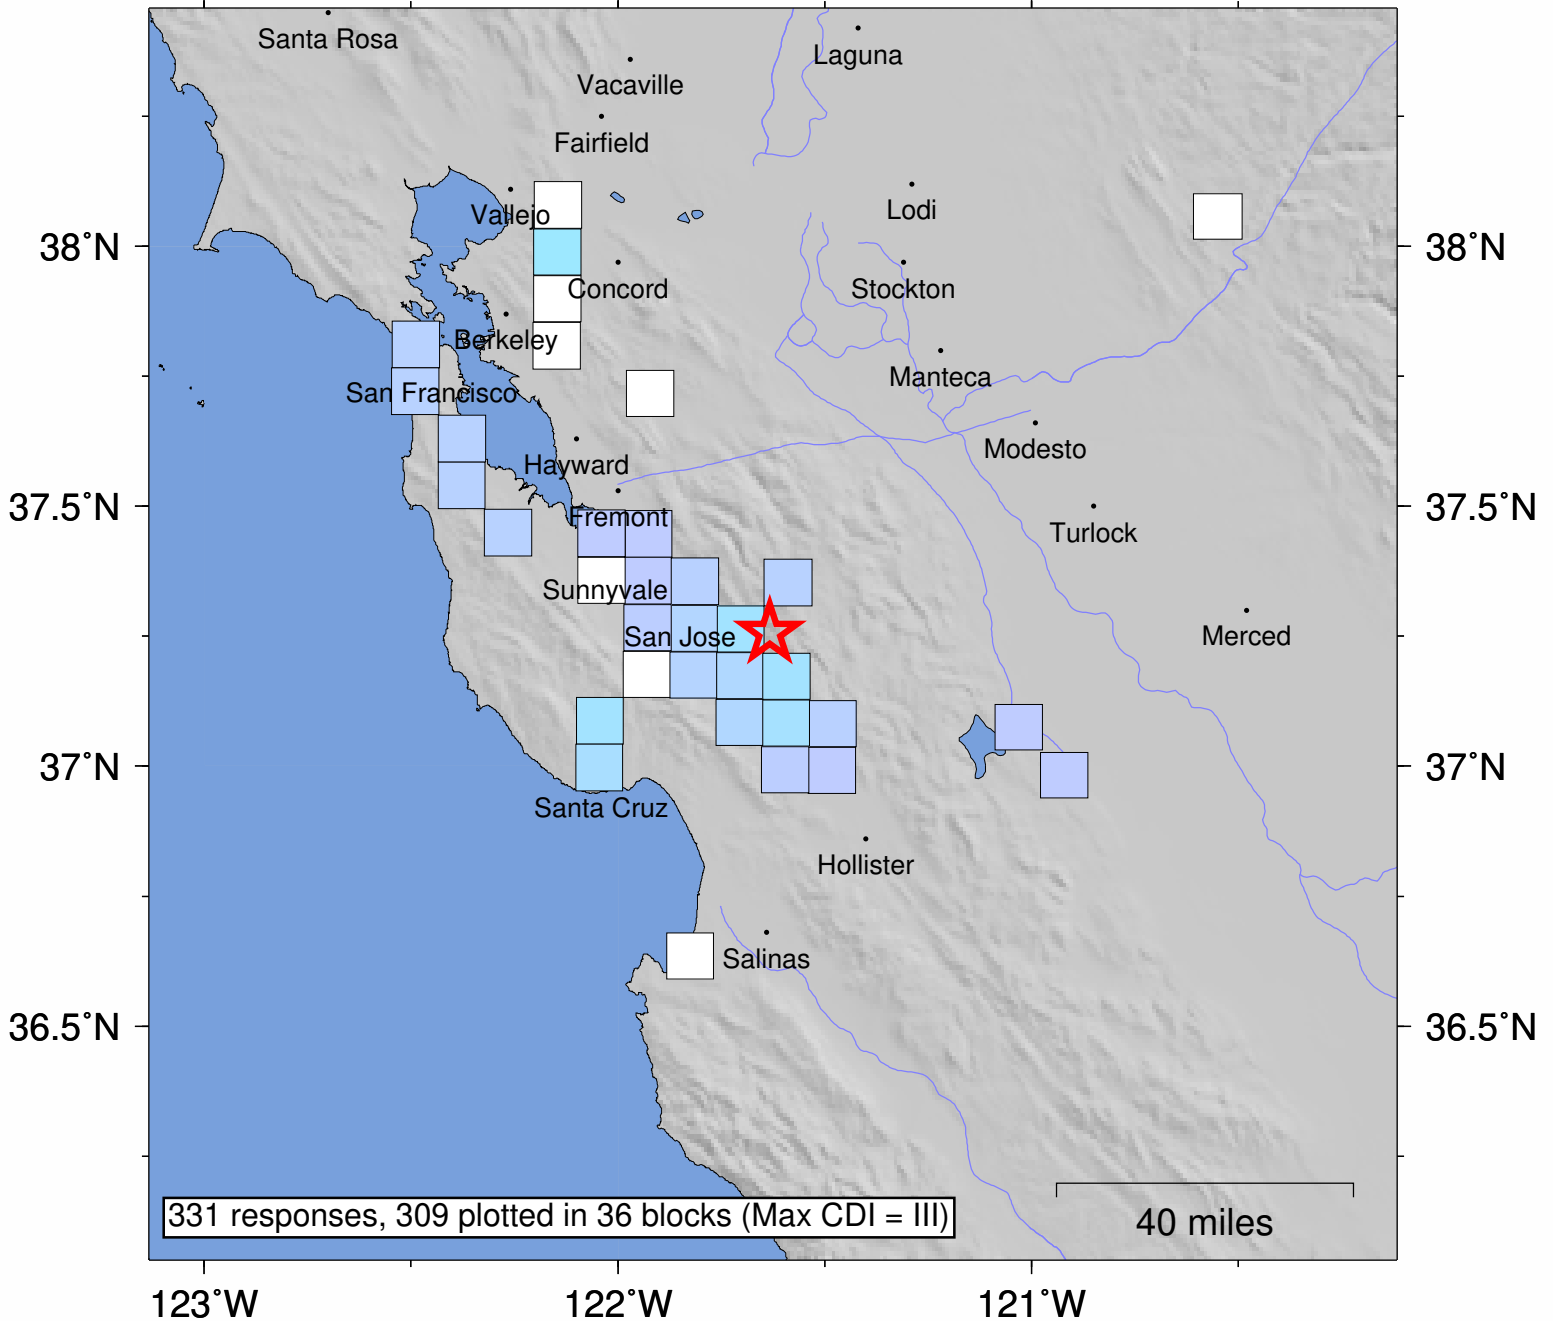 Santa Rosa
Laguna
Vacaville
Fairfield
Vallejo
Lodi
38°N
38°N
Concord
Stockton
Berkeley
Manteca
San Francisco
Modesto
Hayward
37.5°N
37.5°N
Fremont
Turlock
Sunnyvale
San Jose
Merced
37°N
37°N
Santa Cruz
Hollister
Salinas
36.5°N
36.5°N
331 responses, 309 plotted in 36 blocks (Max CDI = III)
40 miles
123°W
122°W
121°W